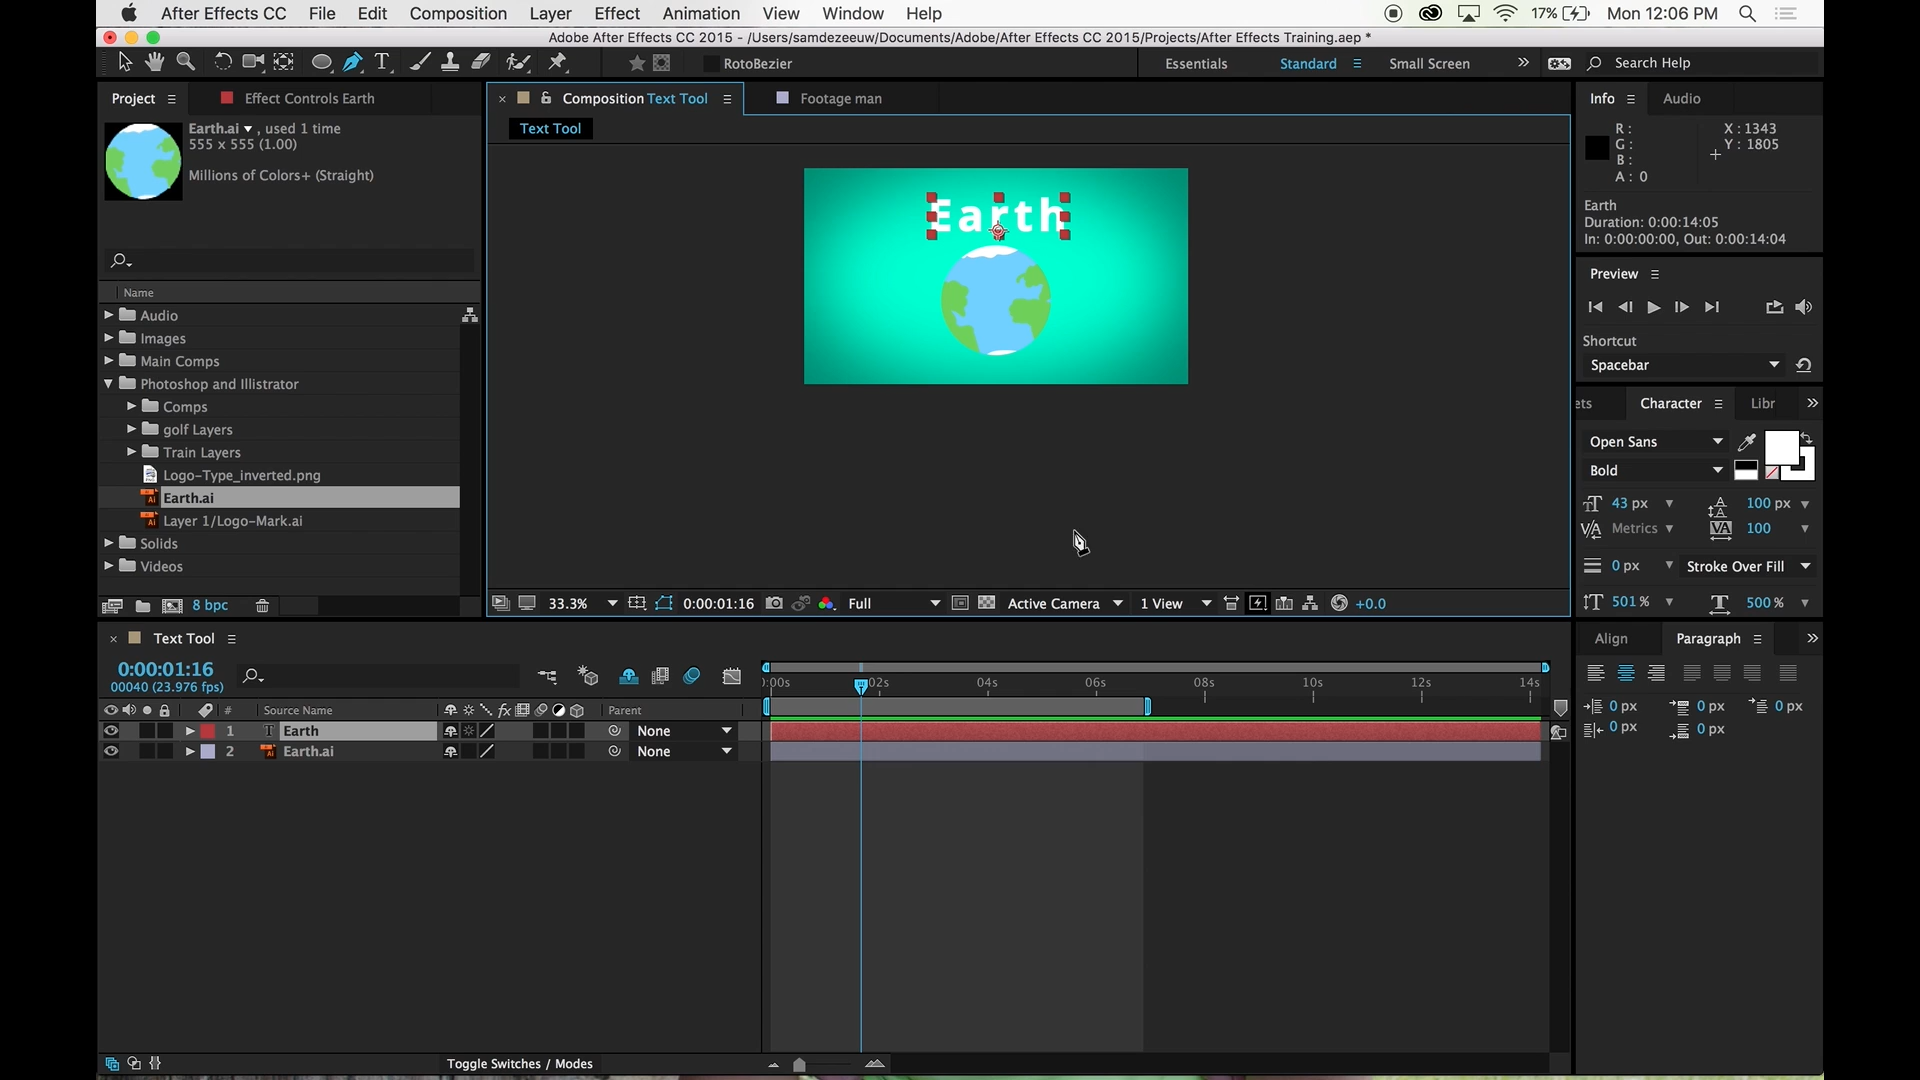 After Effects CC File Edit Composition Layer Effect Animation View Window Help 17% Mon 12:06 PM
Adobe After Effects CC 2015 - /Users/samdezeeuw/Documents/Adobe/After Effects CC 2015/Projects/After Effects Training.aep *
T RotoBezier Essentials Standard Small Screen Search Help
Project Effect Controls Earth
Earth.ai , used 1 time
555 x 555 (1.00)
Millions of Colors+ (Straight)
Name
Audio
Images
Main Comps
Photoshop and Illistrator
Comps
golf Layers
Train Layers
Logo-Type_inverted.png
Earth.ai
Layer 1/Logo-Mark.ai
Solids
Videos
8 bpc
Composition Text Tool Footage man
Text Tool
Earth
33.3% 0:00:01:16 Full Active Camera 1 View +0.0
Info Audio
R : X : 1343
G : Y : 1805
B :
A : 0
Earth
Duration: 0:00:14:05
In: 0:00:00:00, Out: 0:00:14:04
Preview
Shortcut
Spacebar
ets Character Libr
Open Sans
Bold
43 px 100 px
Metrics 100
0 px Stroke Over Fill
501 % 500 %
Align Paragraph
0 px 0 px 0 px
0 px 0 px
Text Tool
0:00:01:16
00040 (23.976 fps)
):00s 02s 04s 06s 08s 10s 12s 14s
# Source Name fx Parent
1 T Earth None
2 Earth.ai None
Toggle Switches / Modes